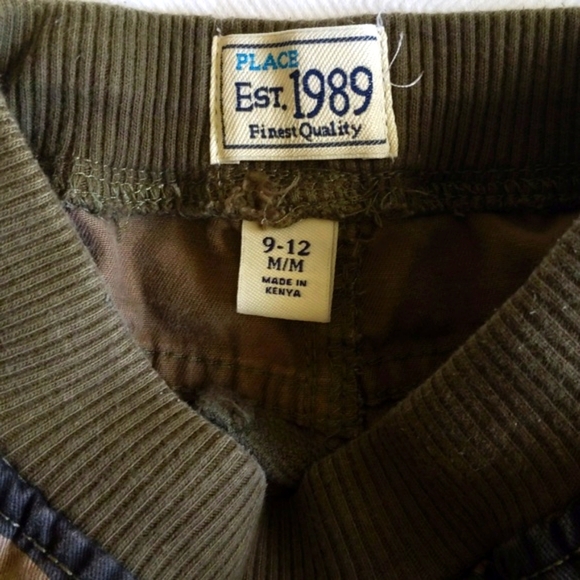 PLACE
EST. 1989
Finest Quality
9-12
M/M
MADE IN
KENYA